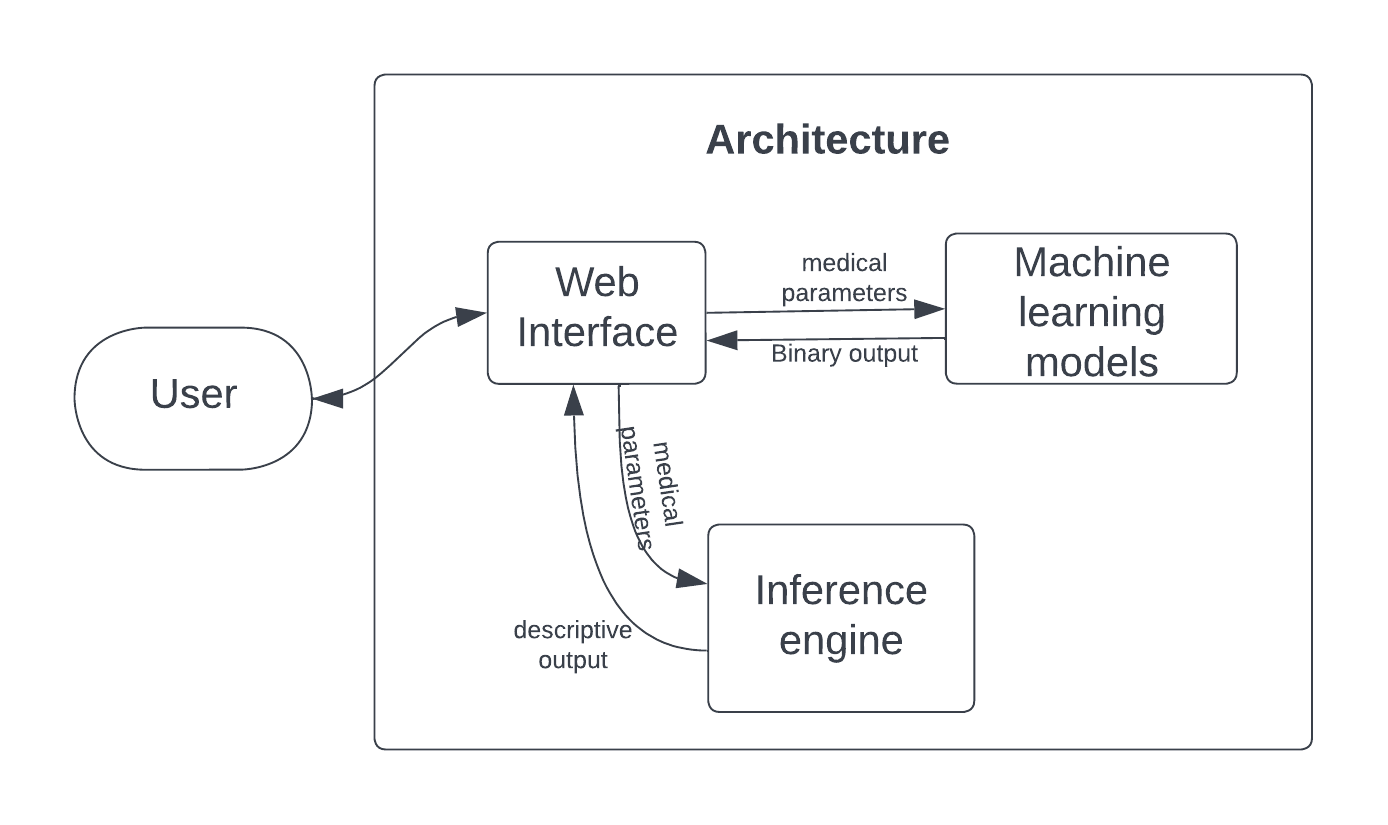 Architecture
Web
Interface
medical
parameters
Binary output
Machine
learning
models
User
medical
parameters
descriptive
output
Inference
engine